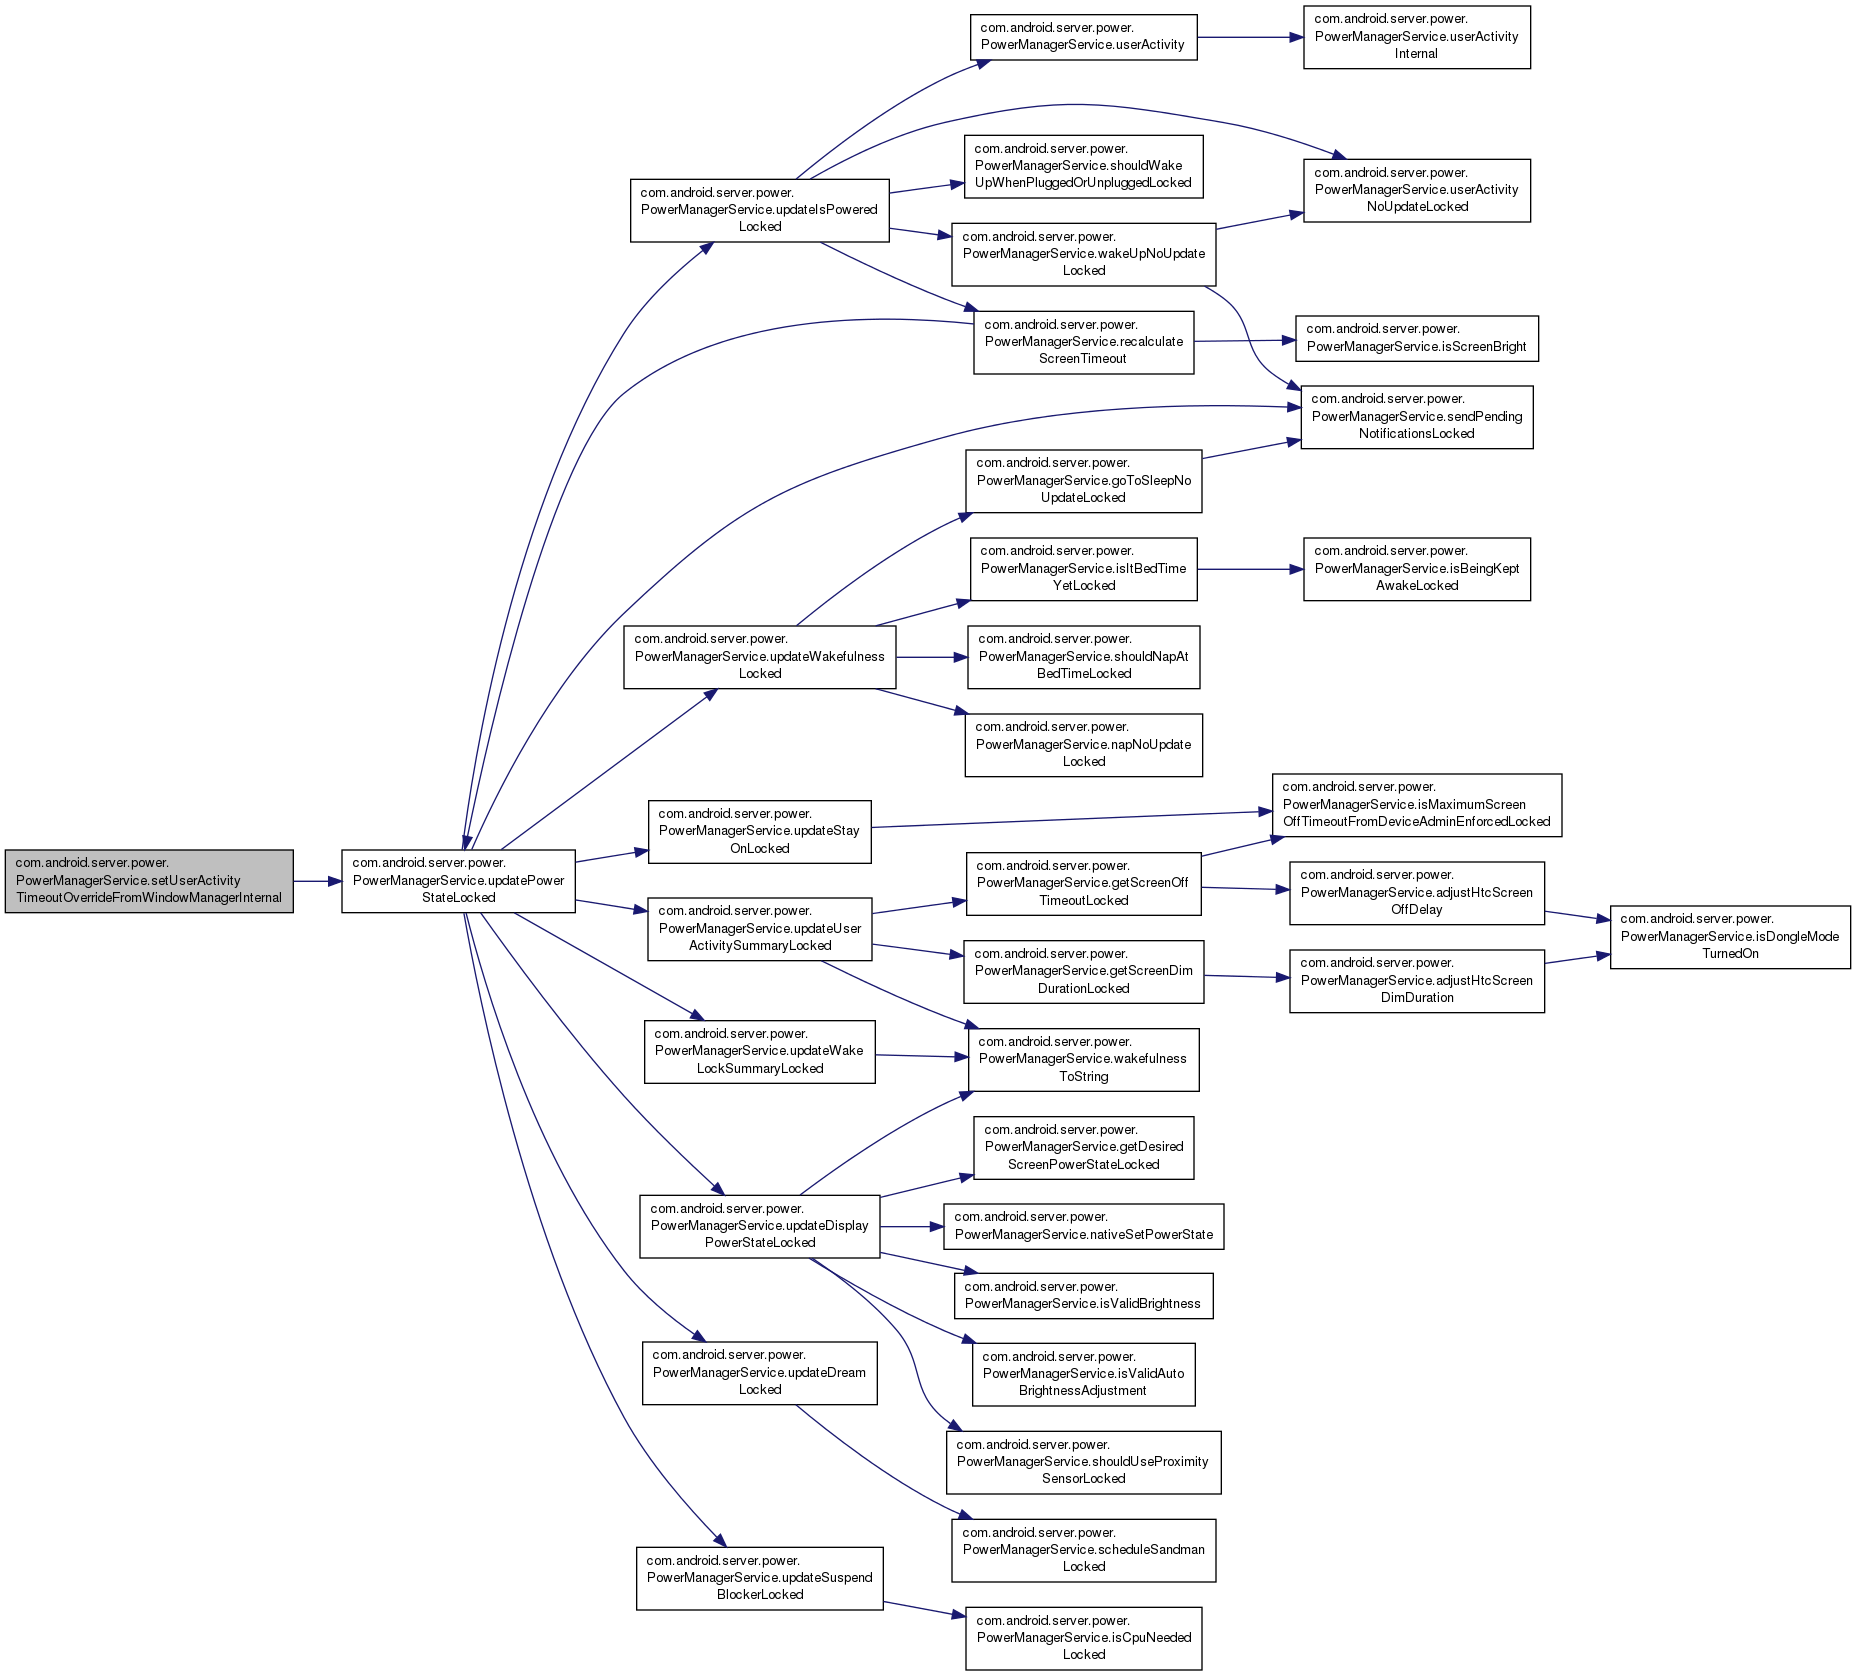 com.android.server.power.
PowerManagerService.userActivity
com.android.server.power.
PowerManagerService.userActivity
Internal
com.android.server.power.
PowerManagerService.shouldWake
UpWhenPluggedOrUnpluggedLocked
com.android.server.power.
PowerManagerService.userActivity
NoUpdateLocked
com.android.server.power.
PowerManagerService.updateIsPowered
Locked
com.android.server.power.
PowerManagerService.wakeUpNoUpdate
Locked
com.android.server.power.
PowerManagerService.recalculate
ScreenTimeout
com.android.server.power.
PowerManagerService.isScreenBright
com.android.server.power.
PowerManagerService.sendPending
NotificationsLocked
com.android.server.power.
PowerManagerService.goToSleepNo
UpdateLocked
com.android.server.power.
PowerManagerService.isItBedTime
YetLocked
com.android.server.power.
PowerManagerService.isBeingKept
AwakeLocked
com.android.server.power.
PowerManagerService.updateWakefulness
Locked
com.android.server.power.
PowerManagerService.shouldNapAt
BedTimeLocked
com.android.server.power.
PowerManagerService.napNoUpdate
Locked
com.android.server.power.
PowerManagerService.updateStay
OnLocked
com.android.server.power.
PowerManagerService.isMaximumScreen
OffTimeoutFromDeviceAdminEnforcedLocked
com.android.server.power.
PowerManagerService.setUserActivity
TimeoutOverrideFromWindowManagerInternal
com.android.server.power.
PowerManagerService.updatePower
StateLocked
com.android.server.power.
PowerManagerService.getScreenOff
TimeoutLocked
com.android.server.power.
PowerManagerService.adjustHtcScreen
OffDelay
com.android.server.power.
PowerManagerService.updateUser
ActivitySummaryLocked
com.android.server.power.
PowerManagerService.isDongleMode
TurnedOn
com.android.server.power.
PowerManagerService.getScreenDim
DurationLocked
com.android.server.power.
PowerManagerService.adjustHtcScreen
DimDuration
com.android.server.power.
PowerManagerService.updateWake
LockSummaryLocked
com.android.server.power.
PowerManagerService.wakefulness
ToString
com.android.server.power.
PowerManagerService.getDesired
ScreenPowerStateLocked
com.android.server.power.
PowerManagerService.updateDisplay
PowerStateLocked
com.android.server.power.
PowerManagerService.nativeSetPowerState
com.android.server.power.
PowerManagerService.isValidBrightness
com.android.server.power.
PowerManagerService.isValidAuto
BrightnessAdjustment
com.android.server.power.
PowerManagerService.updateDream
Locked
com.android.server.power.
PowerManagerService.shouldUseProximity
SensorLocked
com.android.server.power.
PowerManagerService.scheduleSandman
Locked
com.android.server.power.
PowerManagerService.updateSuspend
BlockerLocked
com.android.server.power.
PowerManagerService.isCpuNeeded
Locked